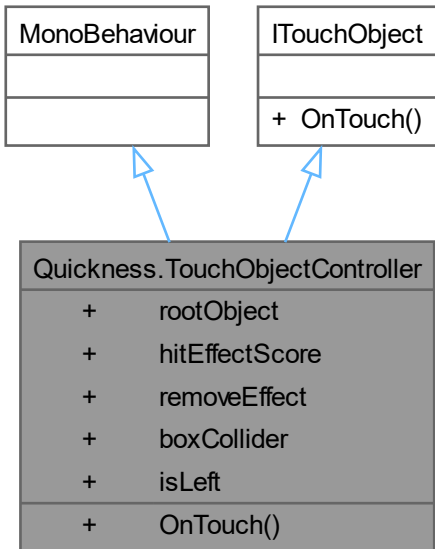 MonoBehaviour
ITouchObject
+ OnTouch()
Quickness.TouchObjectController
+ rootObject
+ hitEffectScore
+ removeEffect
+ boxCollider
+ isLeft
+ OnTouch()